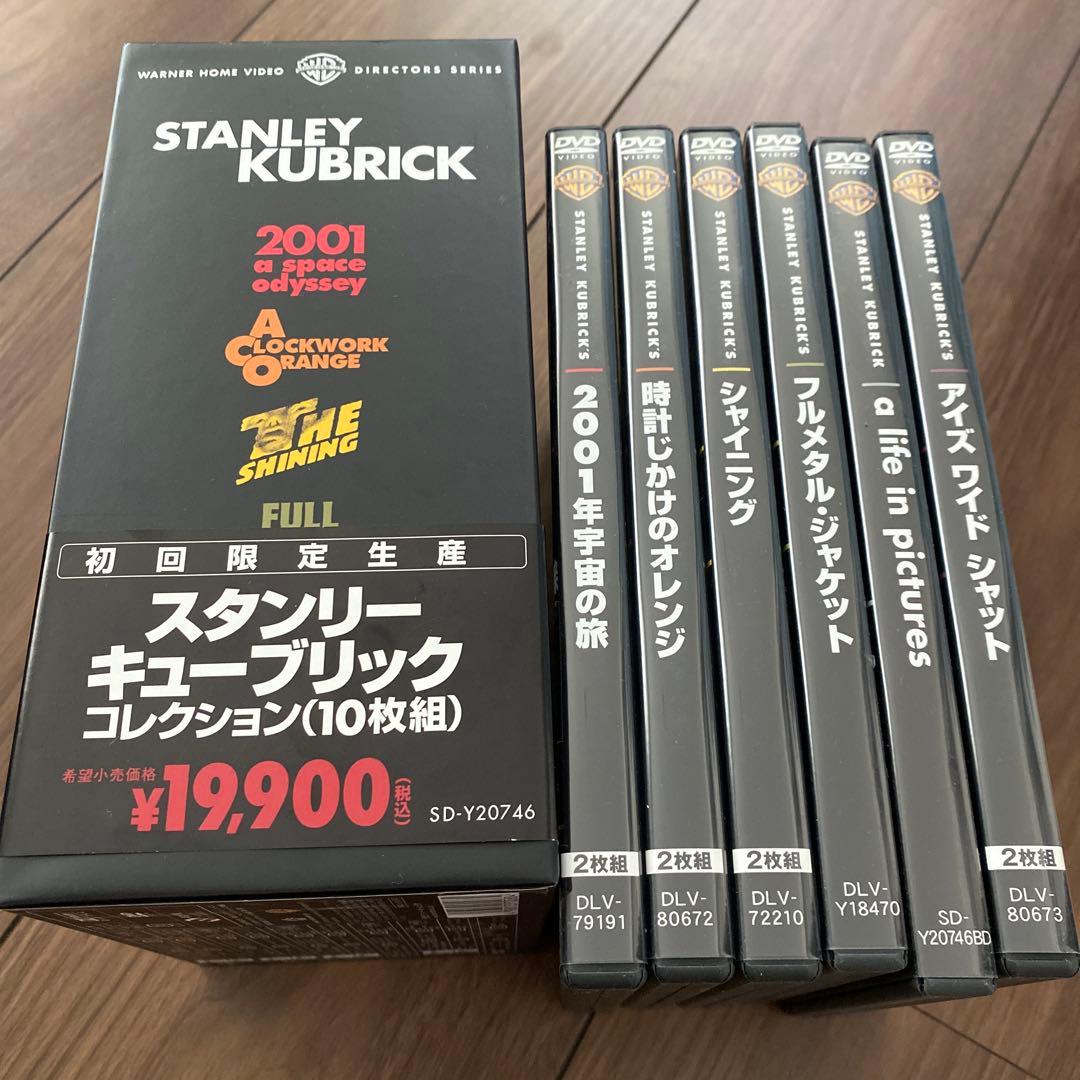 WARNER HOME VIDEO WB DIRECTORS SERIES
STANLEY
KUBRICK
2001
a space
odyssey
A
CLOCKWORK
ORANGE
THE
SHINING
FULL
初回限定生産
スタンリー
キューブリック
コレクション(10枚組)
希望小売価格
¥19,900(税込)
SD-Y20746
DVD
VIDEO
STANLEY KUBRICK'S
2001年宇宙の旅
2枚組
DLV-
79191
DVD
VIDEO
STANLEY KUBRICK'S
時計じかけのオレンジ
2枚組
DLV-
80672
DVD
VIDEO
STANLEY KUBRICK'S
シャイニング
2枚組
DLV-
72210
DVD
VIDEO
STANLEY KUBRICK'S
フルメタル・ジャケット
DLV-
Y18470
DVD
VIDEO
STANLEY KUBRICK
a life in pictures
SD-
Y20746BD
DVD
VIDEO
STANLEY KUBRICK'S
アイズ ワイド シャット
2枚組
DLV-
80673